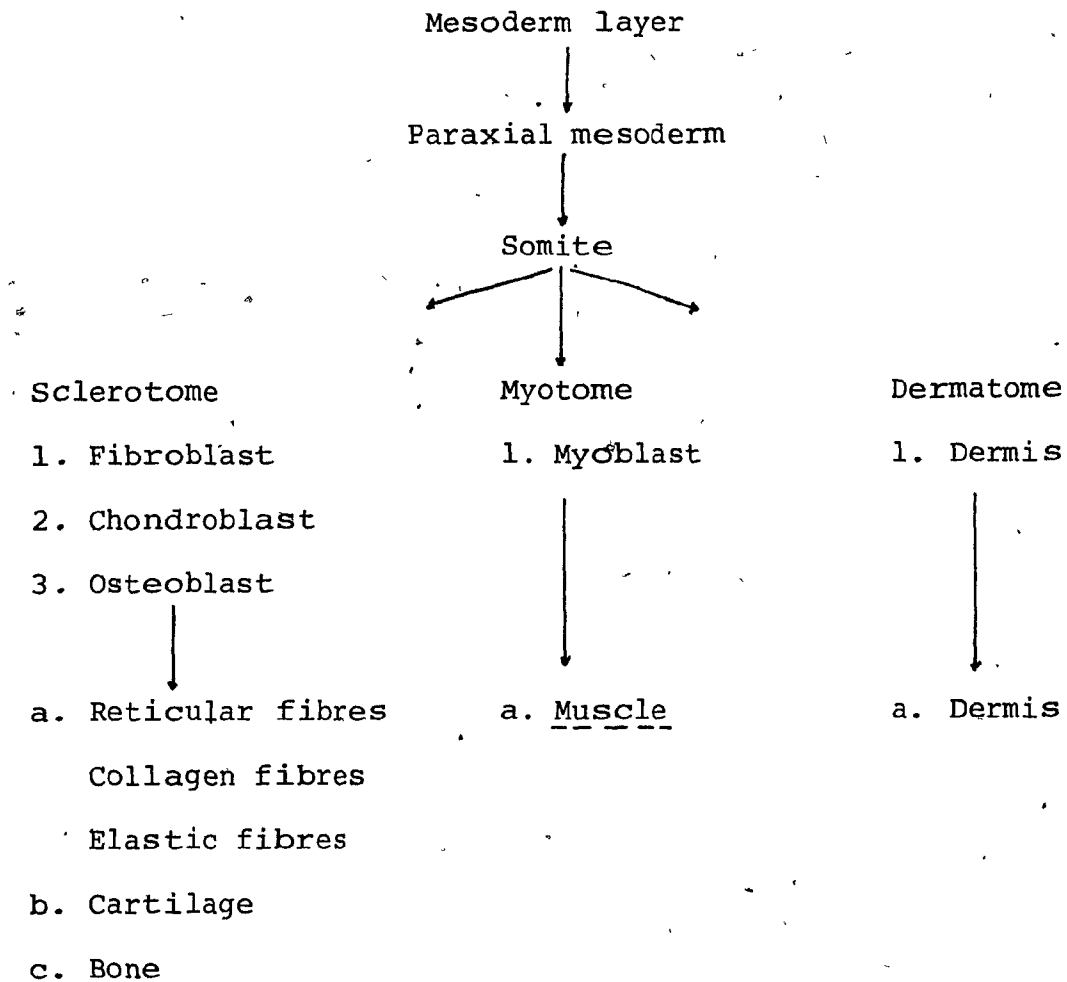 Mesoderm layer
Paraxial mesoderm
Somite
Sclerotome Myotome Dermatome
1. Fibroblast 1. Myoblast 1. Dermis
2. Chondroblast
3. Osteoblast
a. Reticular fibres a. Muscle a. Dermis
Collagen fibres
Elastic fibres
b. Cartilage
c. Bone